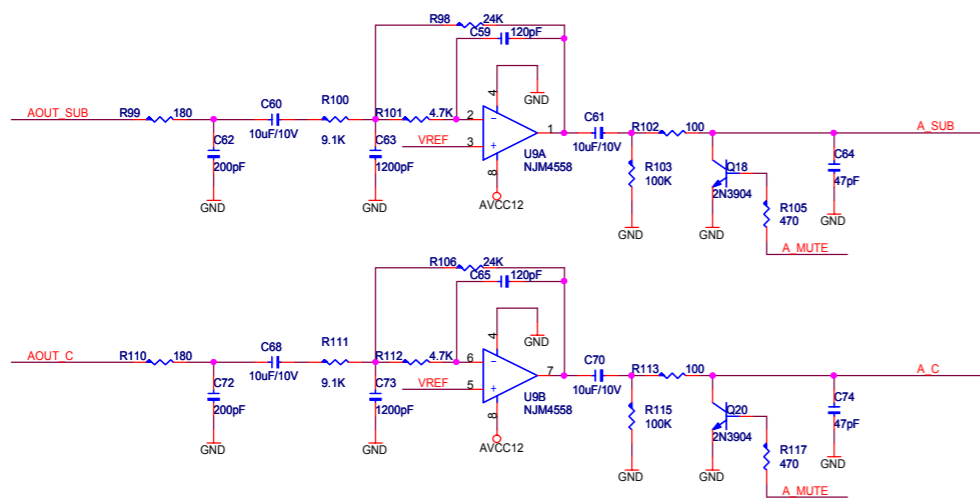 R98 24K
C59 120pF
4
GND
AOUT_SUB R99 180 C60 R100 R101 4.7K 2
10uF/10V 9.1K
C62
200pF
C63
1200pF
VREF 3
1
8
U9A
NJM4558
AVCC12
C61
10uF/10V
R102 100
A_SUB
R103
100K
Q18
2N3904
C64
47pF
R105
470
A_MUTE
GND
GND
GND
GND
GND
R106 24K
C65 120pF
4
GND
AOUT_C R110 180 C68 R111 R112 4.7K 6
10uF/10V 9.1K
C72
200pF
C73
1200pF
VREF 5
7
8
U9B
NJM4558
AVCC12
C70
10uF/10V
R113 100
A_C
R115
100K
Q20
2N3904
C74
47pF
R117
470
A_MUTE
GND
GND
GND
GND
GND